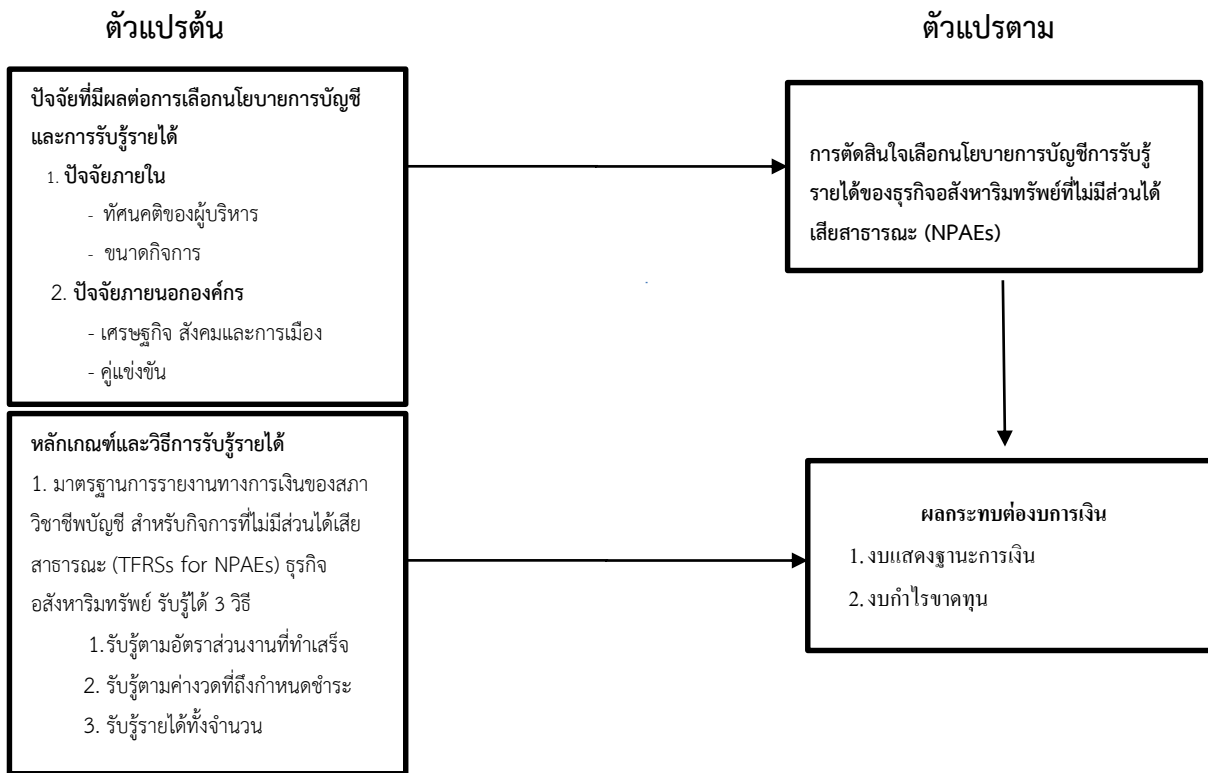 ตัวแปรต้น
ตัวแปรตาม
ปัจจัยที่มีผลต่อการเลือกนโยบายการบัญชี
และการรับรู้รายได้
1. ปัจจัยภายใน
- ทัศนคติของผู้บริหาร
- ขนาดกิจการ
2. ปัจจัยภายนอกองค์กร
- เศรษฐกิจ สังคมและการเมือง
- คู่แข่งขัน
การตัดสินใจเลือกนโยบายการบัญชีการรับรู้
รายได้ของธุรกิจอสังหาริมทรัพย์ที่ไม่มีส่วนได้
เสียสาธารณะ (NPAEs)
หลักเกณฑ์และวิธีการรับรู้รายได้
1. มาตรฐานการรายงานทางการเงินของสภา
วิชาชีพบัญชี สำหรับกิจการที่ไม่มีส่วนได้เสีย
สาธารณะ (TFRSs for NPAEs) ธุรกิจ
อสังหาริมทรัพย์ รับรู้ได้ 3 วิธี
1. รับรู้ตามอัตราส่วนงานที่ทำเสร็จ
2. รับรู้ตามค่างวดที่ถึงกำหนดชำระ
3. รับรู้รายได้ทั้งจำนวน
ผลกระทบต่องบการเงิน
1. งบแสดงฐานะการเงิน
2. งบกำไรขาดทุน